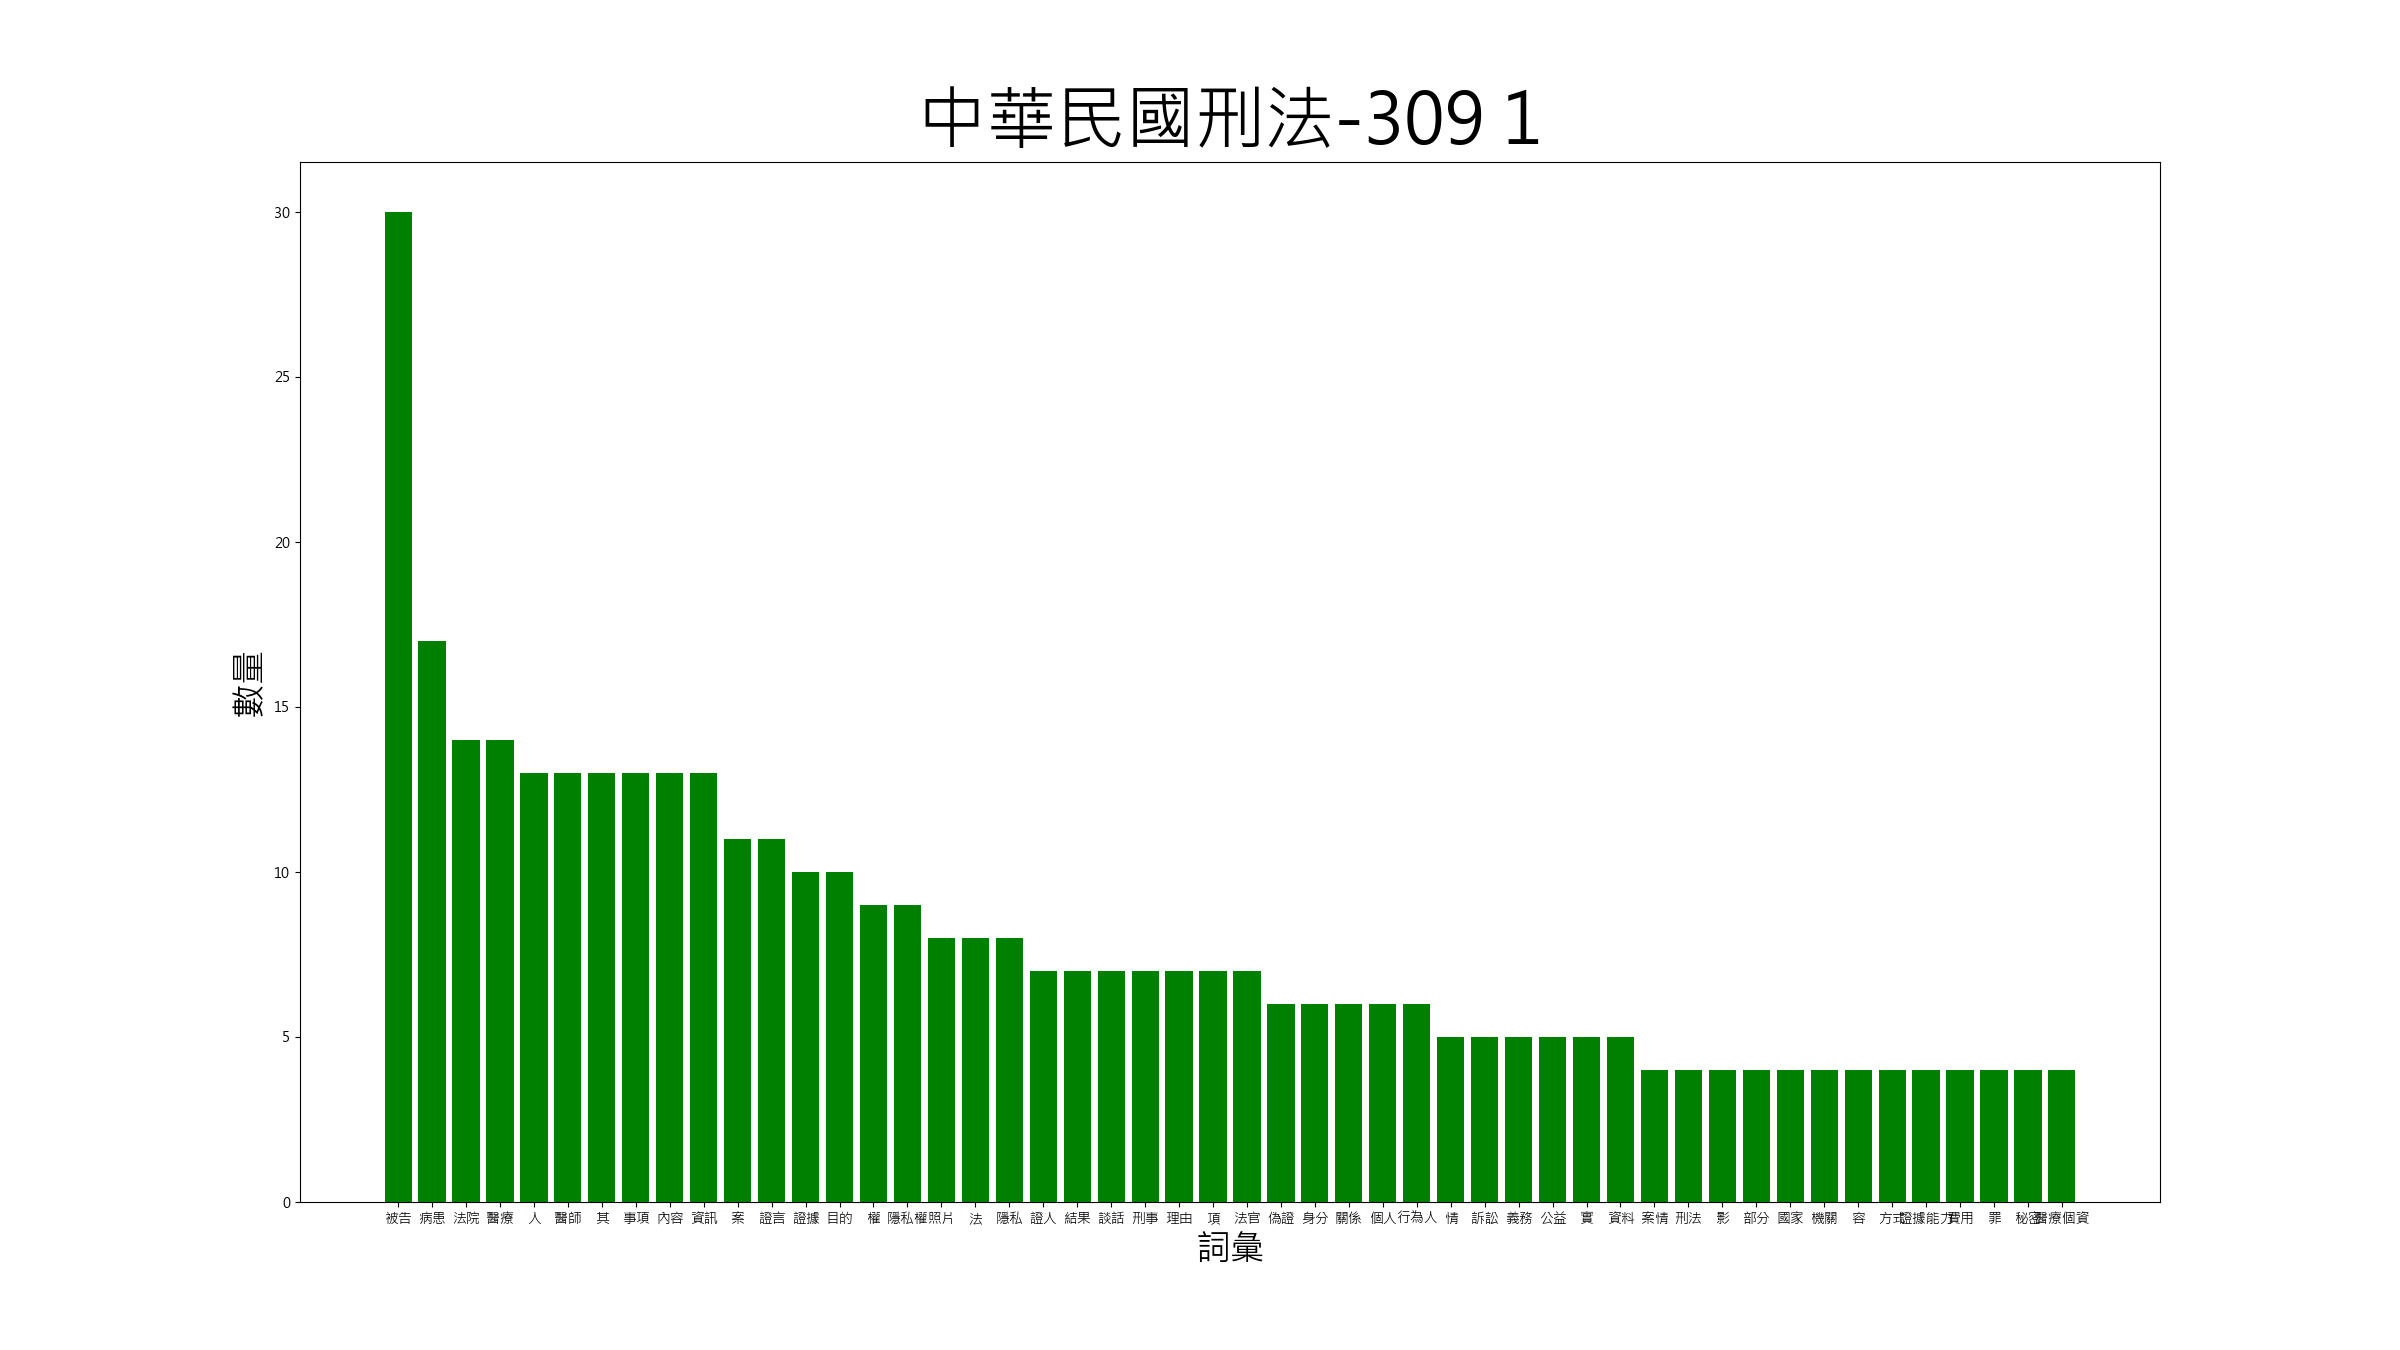 中華民國刑法-309 1
30
25
20
15
10
5
0
數量
被告 病患 法院 醫療 人 醫師 其 事項 內容 資訊 案 證言 證據 目的 權 隱私權 照片 法 隱私 證人 結果 談話 刑事 理由 項 法官 偽證 身分 關係 個人 行為人 情 訴訟 義務 公益 實 資料 案情 刑法 影 部分 國家 機關 容 方式 證據能力 費用 罪 秘密 醫療個資
詞彙